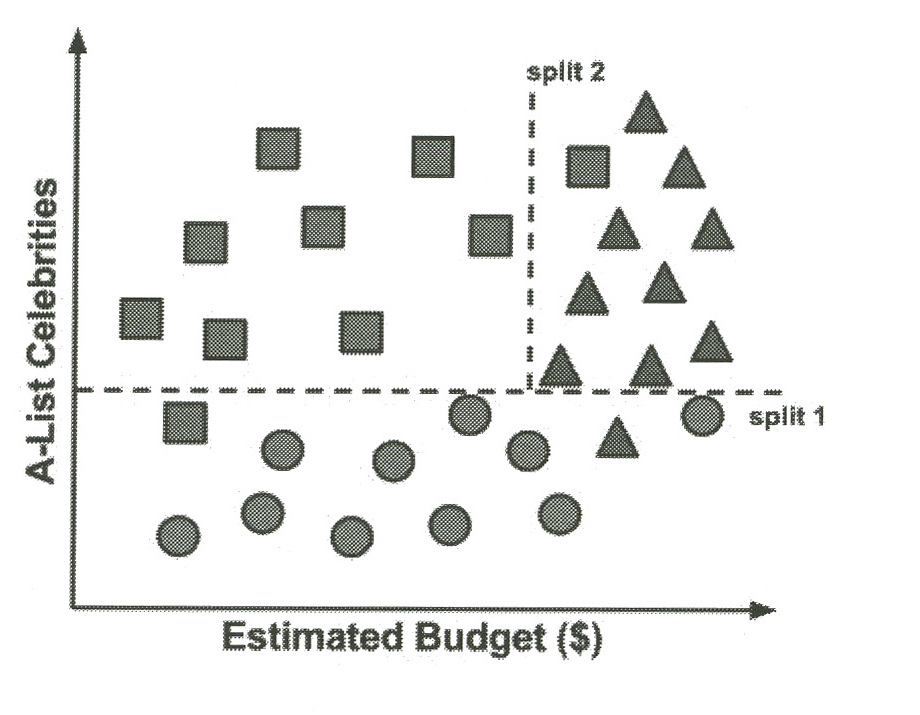 split 2
A-List Celebrities
split 1
Estimated Budget ($)